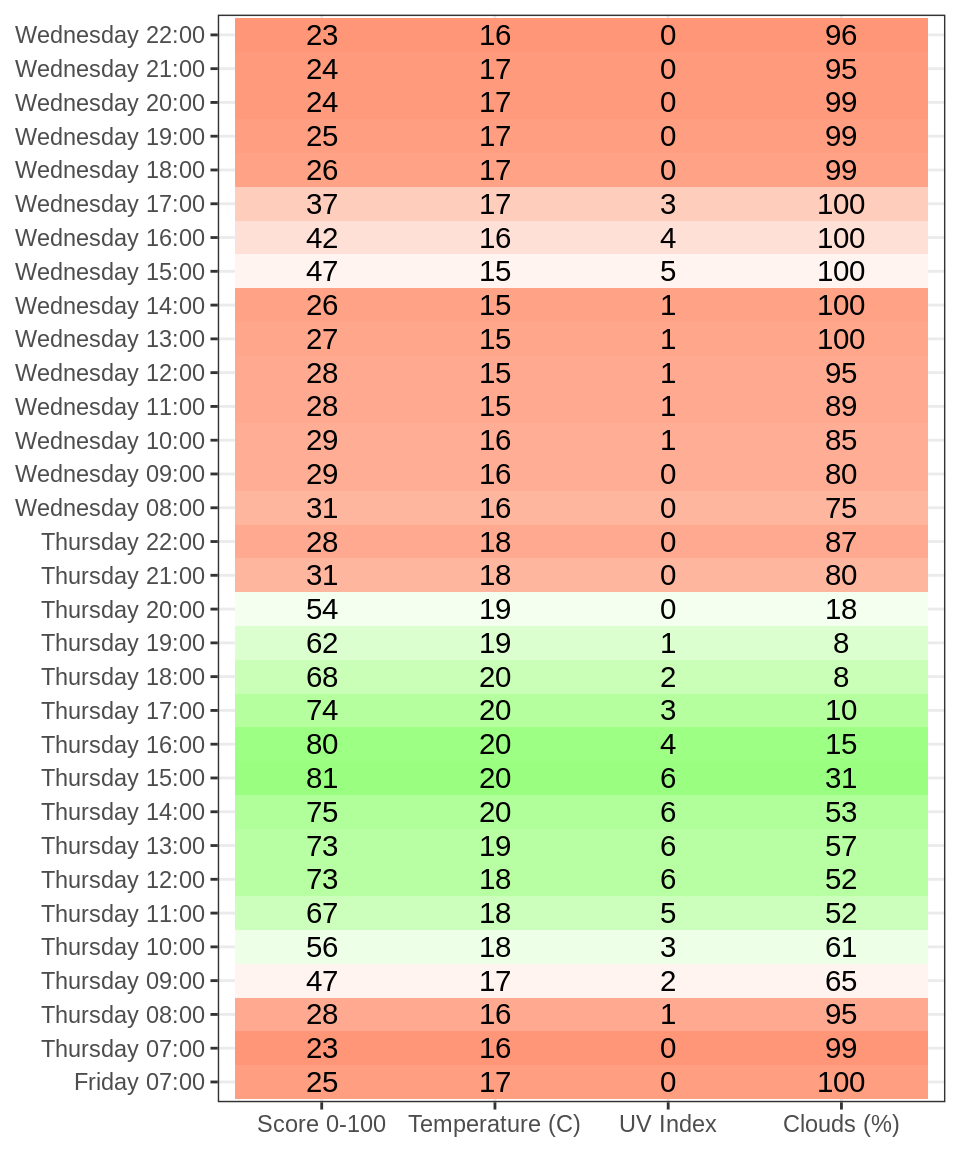 Wednesday 22:00 23 16 0 96
Wednesday 21:00 24 17 0 95
Wednesday 20:00 24 17 0 99
Wednesday 19:00 25 17 0 99
Wednesday 18:00 26 17 0 99
Wednesday 17:00 37 17 3 100
Wednesday 16:00 42 16 4 100
Wednesday 15:00 47 15 5 100
Wednesday 14:00 26 15 1 100
Wednesday 13:00 27 15 1 100
Wednesday 12:00 28 15 1 95
Wednesday 11:00 28 15 1 89
Wednesday 10:00 29 16 1 85
Wednesday 09:00 29 16 0 80
Wednesday 08:00 31 16 0 75
Thursday 22:00 28 18 0 87
Thursday 21:00 31 18 0 80
Thursday 20:00 54 19 0 18
Thursday 19:00 62 19 1 8
Thursday 18:00 68 20 2 8
Thursday 17:00 74 20 3 10
Thursday 16:00 80 20 4 15
Thursday 15:00 81 20 6 31
Thursday 14:00 75 20 6 53
Thursday 13:00 73 19 6 57
Thursday 12:00 73 18 6 52
Thursday 11:00 67 18 5 52
Thursday 10:00 56 18 3 61
Thursday 09:00 47 17 2 65
Thursday 08:00 28 16 1 95
Thursday 07:00 23 16 0 99
Friday 07:00 25 17 0 100
Score 0-100 Temperature (C) UV Index Clouds (%)